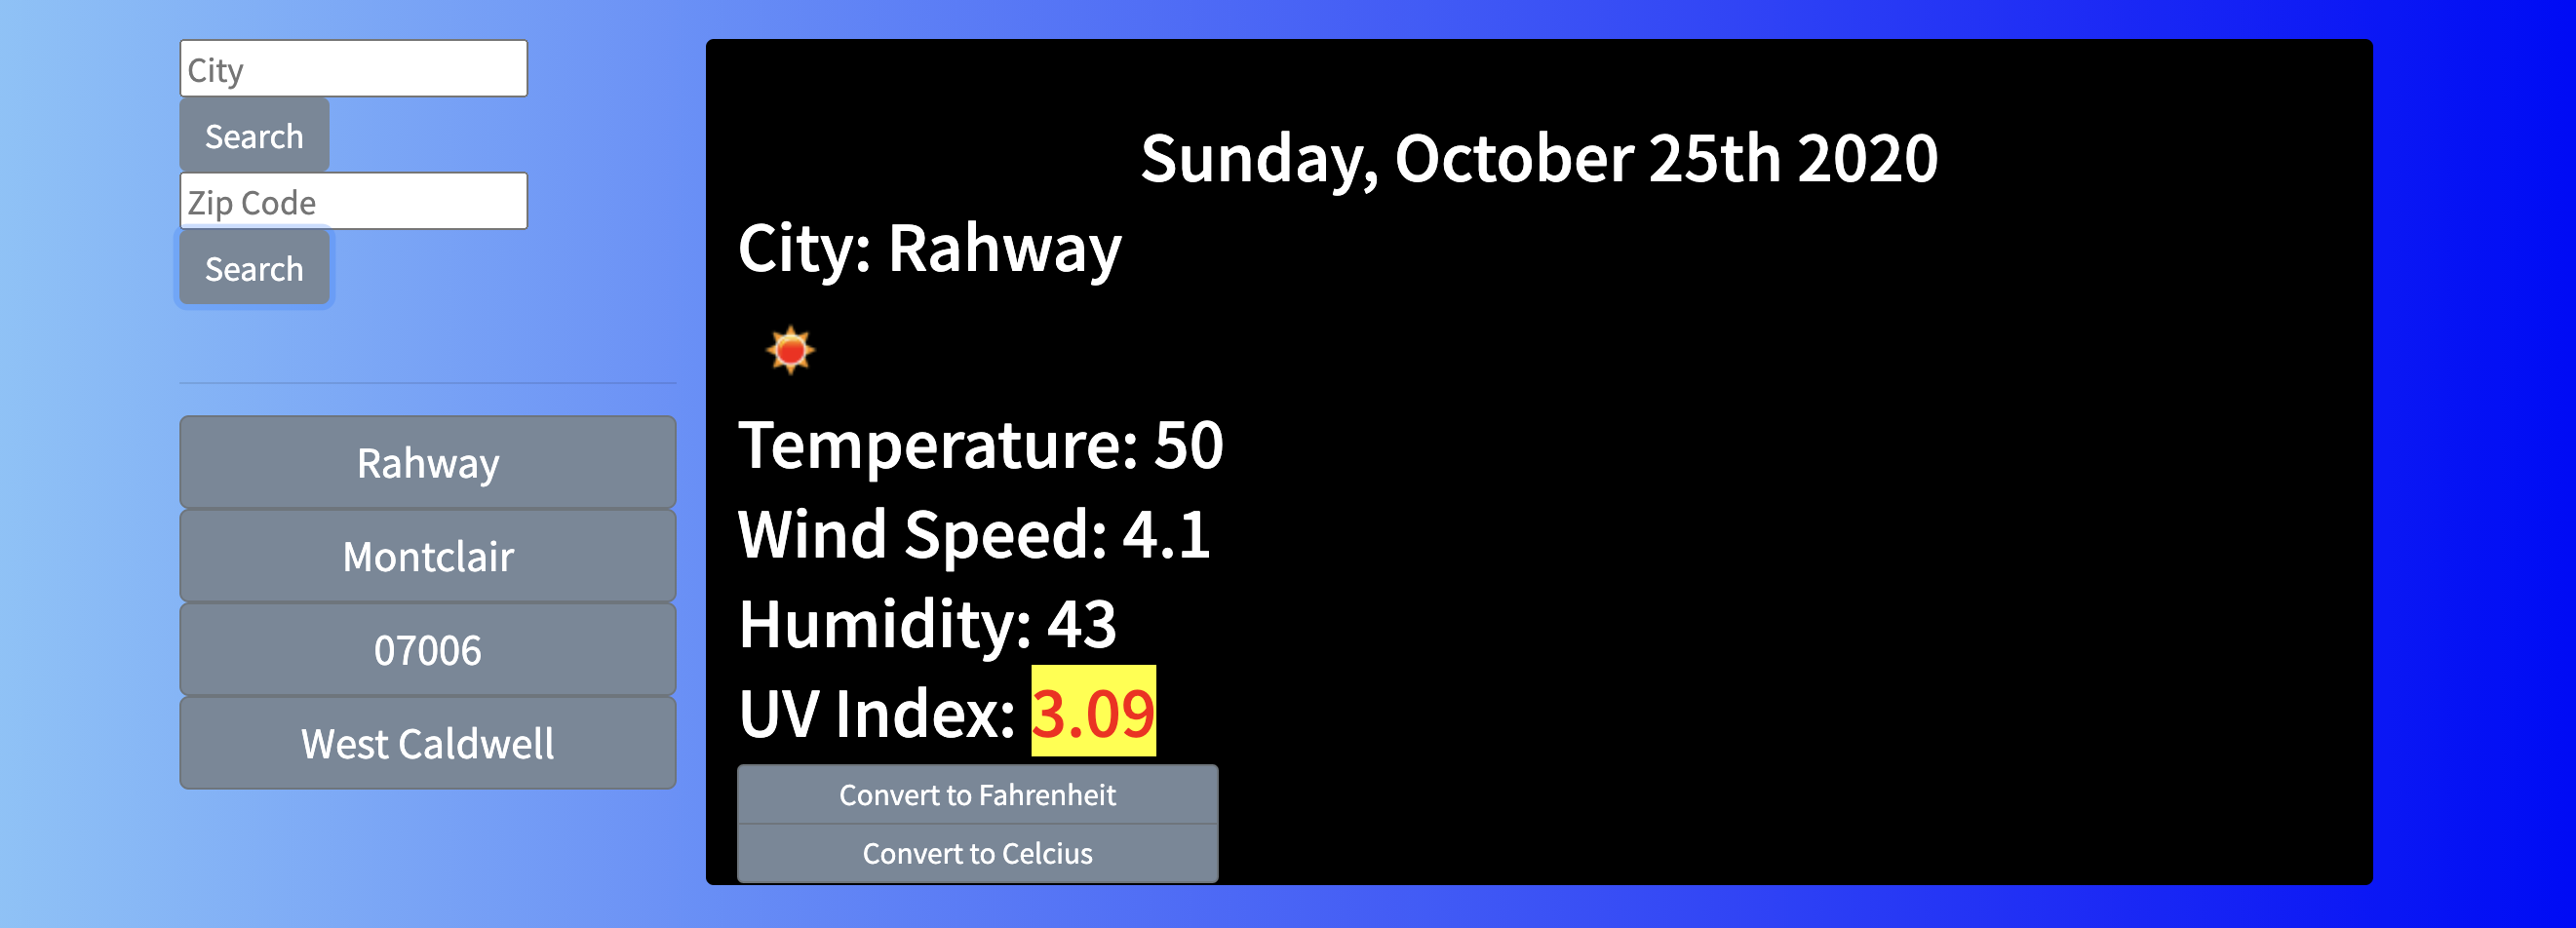 City
Search
Zip Code
Search
Rahway
Montclair
07006
West Caldwell
Sunday, October 25th 2020
City: Rahway
Temperature: 50
Wind Speed: 4.1
Humidity: 43
UV Index: 3.09
Convert to Fahrenheit
Convert to Celcius